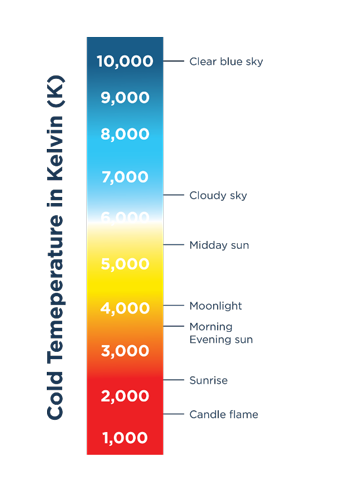 Cold Temeperature in Kelvin (K)
10,000
Clear blue sky
9,000
8,000
7,000
Cloudy sky
6,000
Midday sun
5,000
4,000
Moonlight
Morning
Evening sun
3,000
Sunrise
2,000
Candle flame
1,000